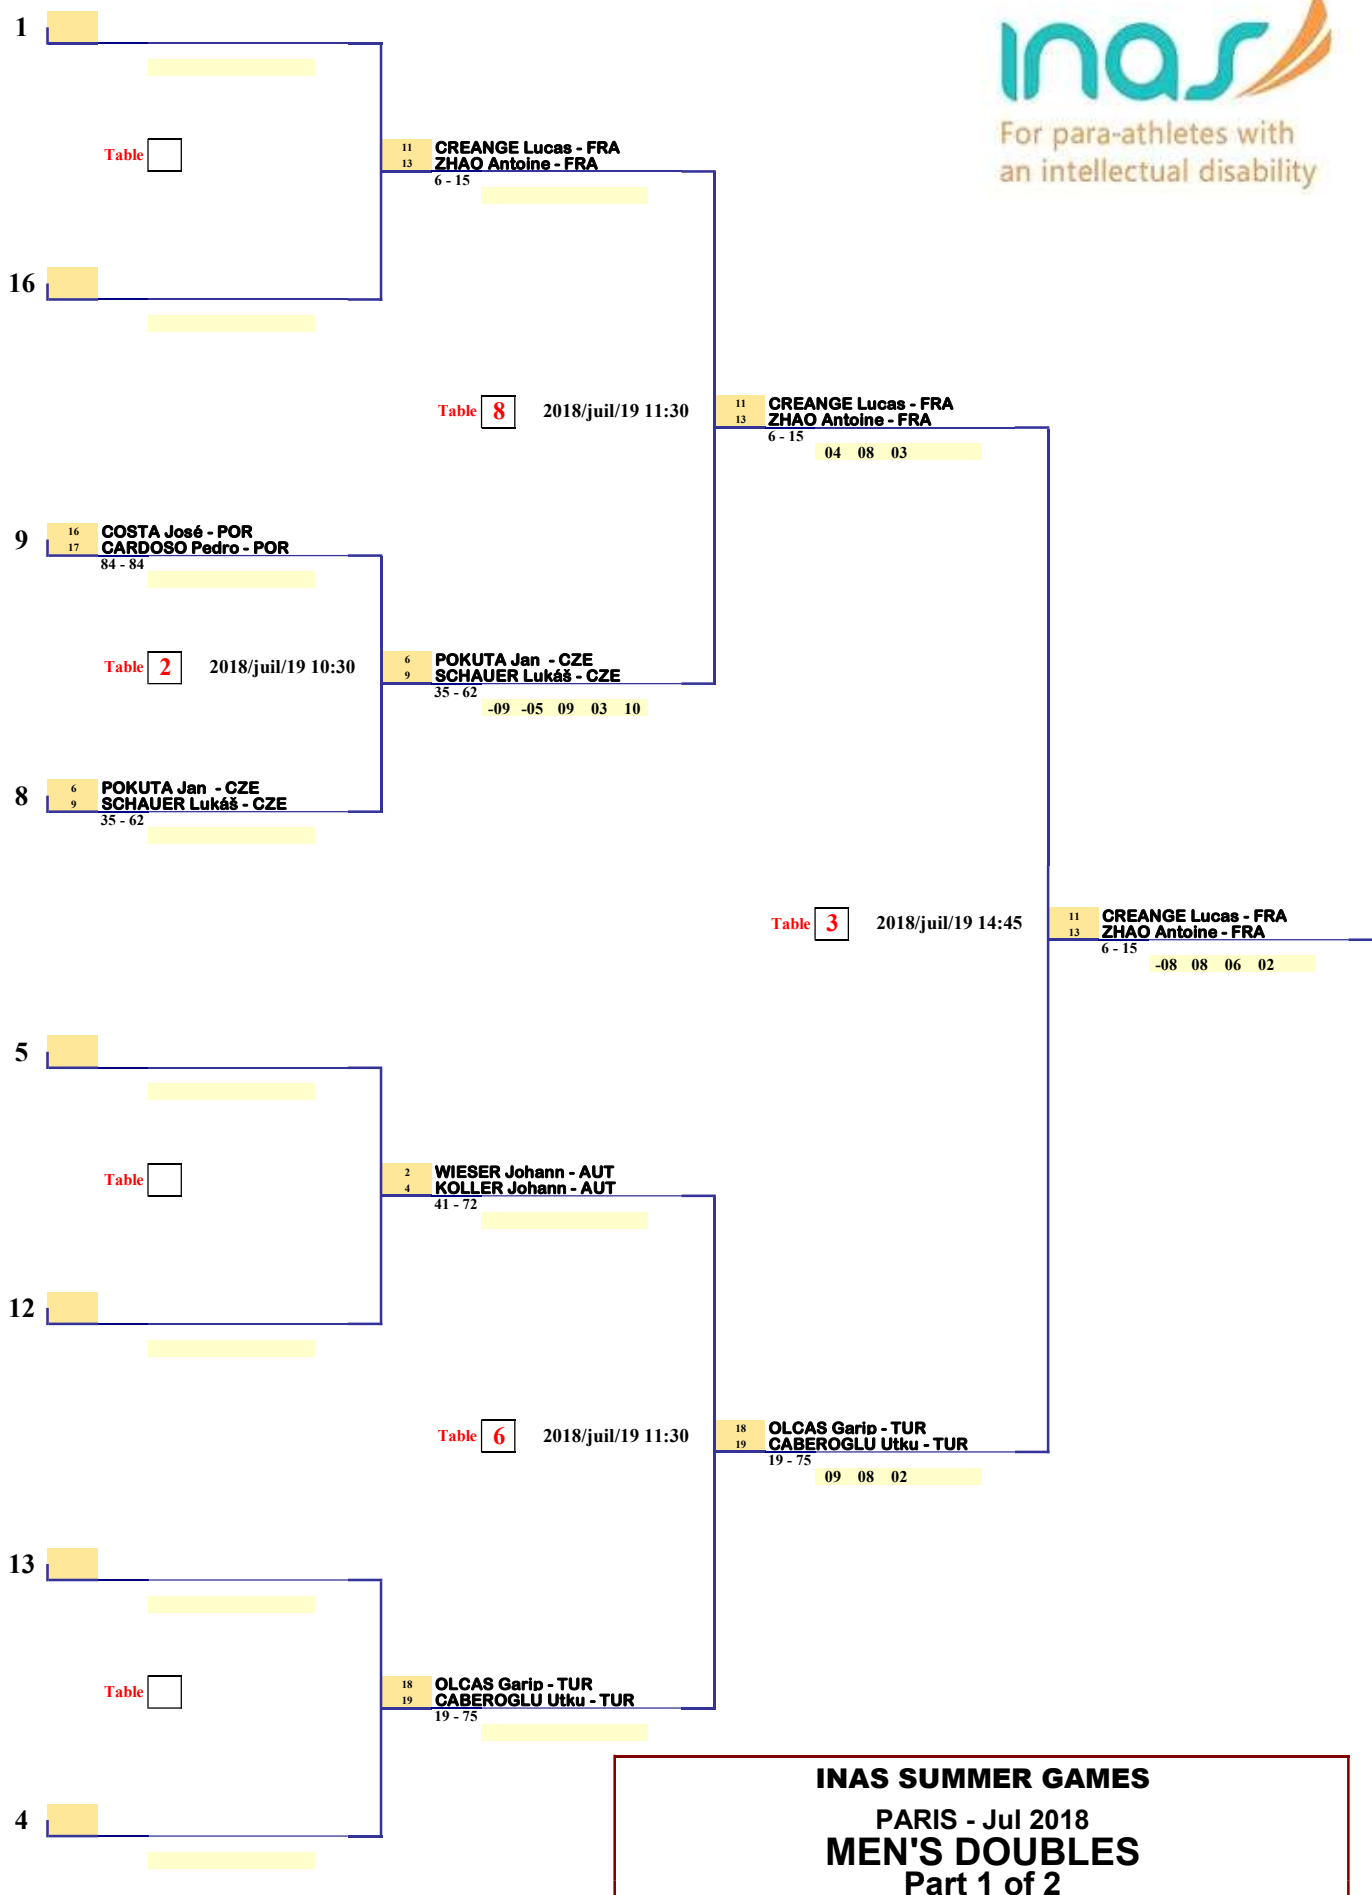 1
inas
For para-athletes with
an intellectual disability
Table
11 CREANGE Lucas - FRA
13 ZHAO Antoine - FRA
6 - 15
16
Table 8 2018/juil/19 11:30
11 CREANGE Lucas - FRA
13 ZHAO Antoine - FRA
6 - 15
04 08 03
9
16 COSTA José - POR
17 CARDOSO Pedro - POR
84 - 84
Table 2 2018/juil/19 10:30
6 POKUTA Jan - CZE
9 SCHAUER Lukáš - CZE
35 - 62
-09 -05 09 03 10
8
6 POKUTA Jan - CZE
9 SCHAUER Lukáš - CZE
35 - 62
Table 3 2018/juil/19 14:45
11 CREANGE Lucas - FRA
13 ZHAO Antoine - FRA
6 - 15
-08 08 06 02
5
Table
2 WIESER Johann - AUT
4 KOLLER Johann - AUT
41 - 72
12
Table 6 2018/juil/19 11:30
18 OLCAS Garip - TUR
19 CABEROGLU Utku - TUR
19 - 75
09 08 02
13
Table
18 OLCAS Garip - TUR
19 CABEROGLU Utku - TUR
19 - 75
4
INAS SUMMER GAMES
PARIS - Jul 2018
MEN'S DOUBLES
Part 1 of 2